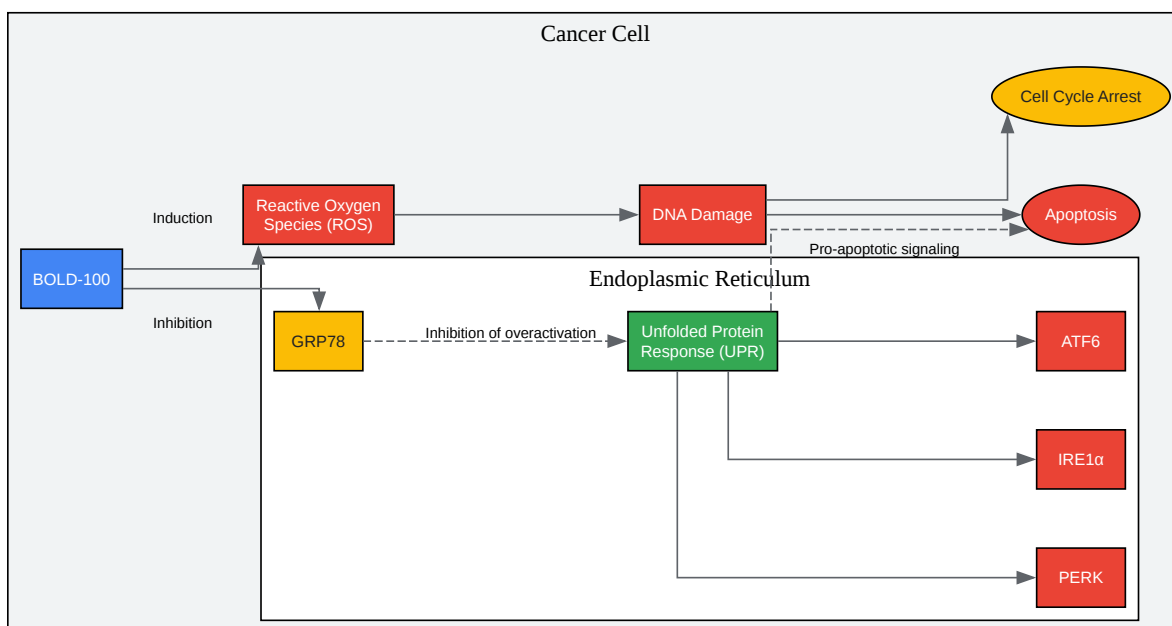 Cancer Cell
Cell Cycle Arrest
Reactive Oxygen
Species (ROS)
DNA Damage
Apoptosis
Induction
Pro-apoptotic signaling
BOLD-100
Endoplasmic Reticulum
Inhibition
GRP78
Inhibition of overactivation
Unfolded Protein
Response (UPR)
ATF6
IRE1α
PERK